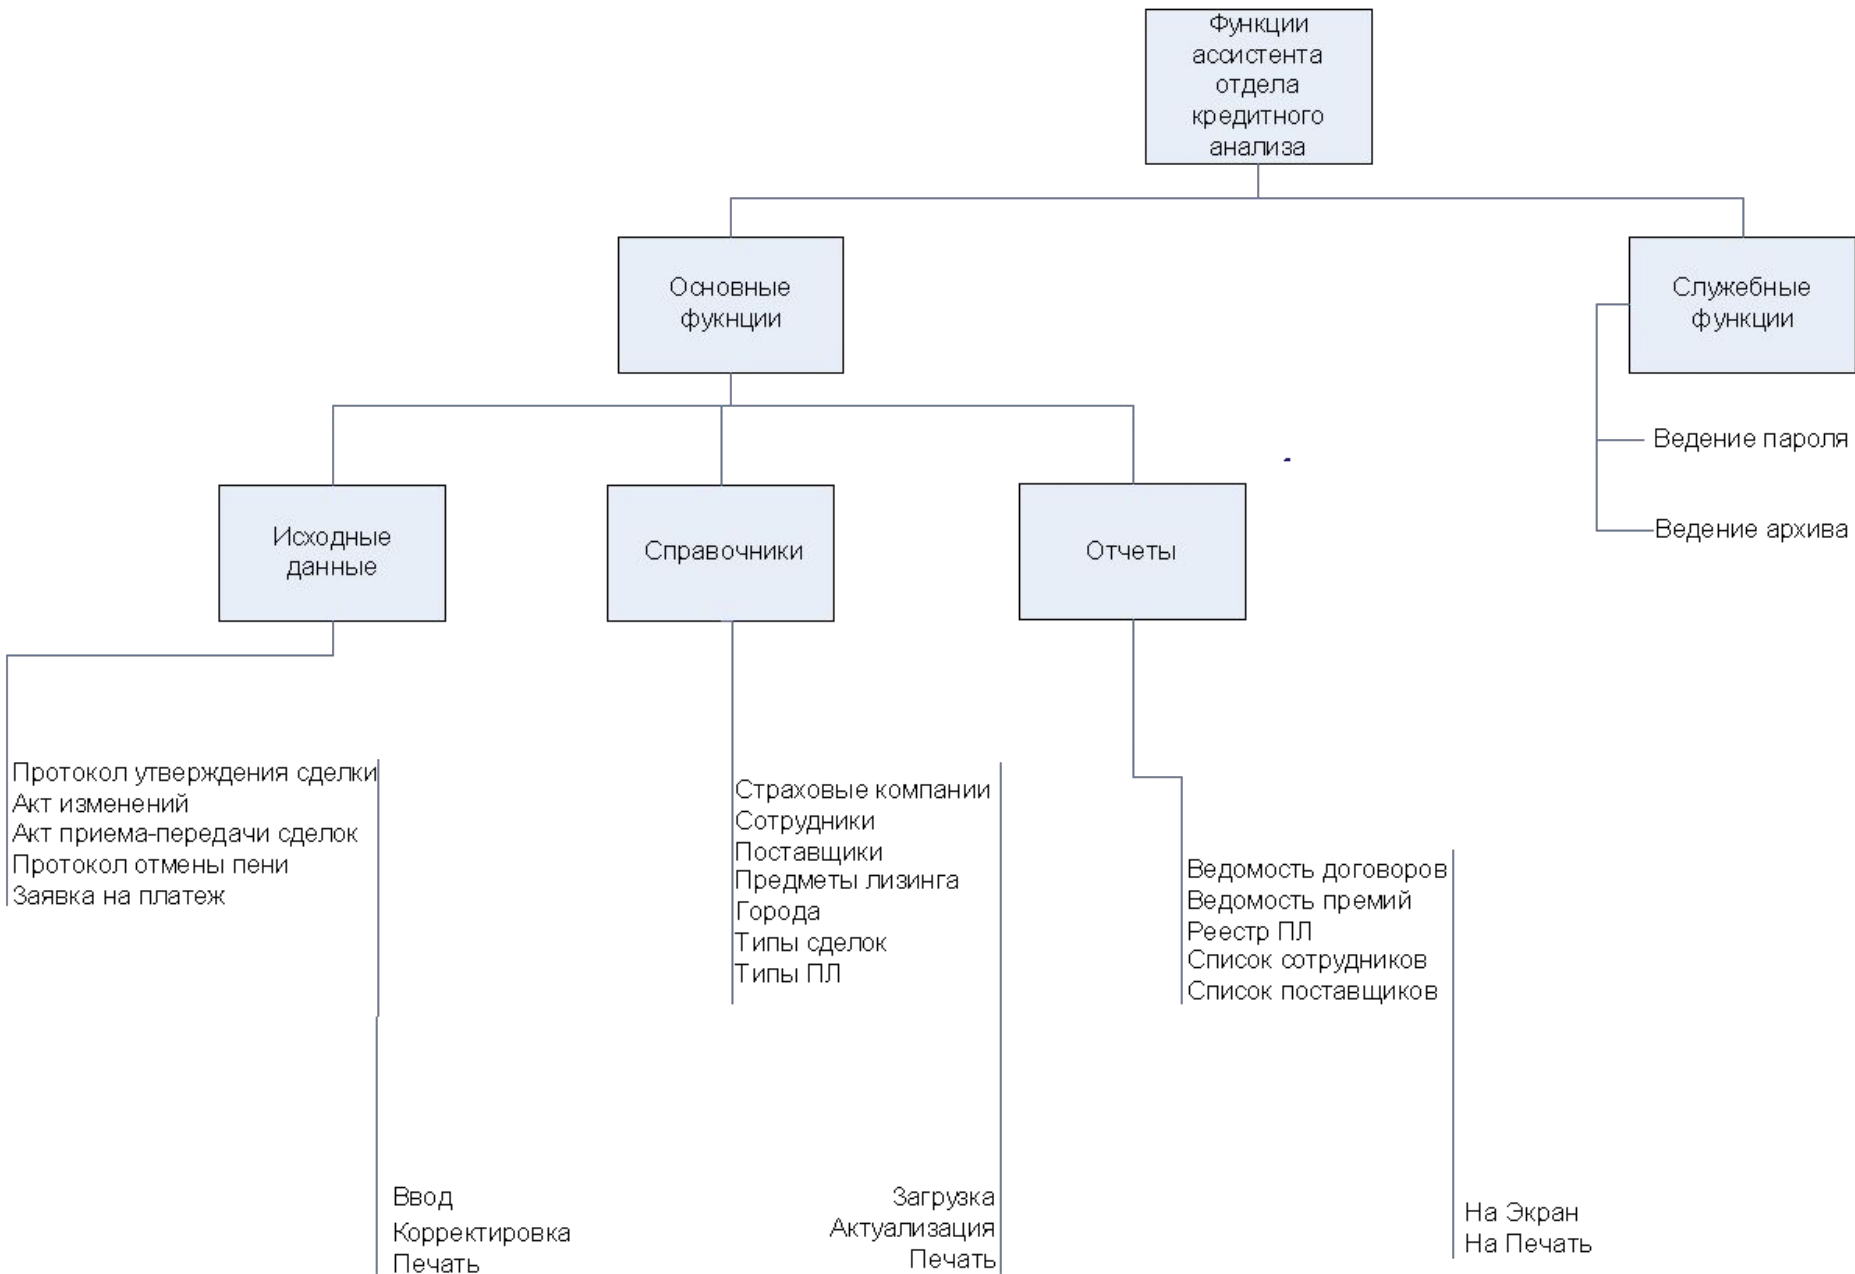 Функции
ассистента
отдела
кредитного
анализа
Основные
фукнции
Служебные
функции
Ведение пароля
Ведение архива
Исходные
данные
Справочники
Отчеты
Протокол утверждения сделки
Акт изменений
Акт приема-передачи сделок
Протокол отмены пени
Заявка на платеж
Страховые компании
Сотрудники
Поставщики
Предметы лизинга
Города
Типы сделок
Типы ПЛ
Ведомость договоров
Ведомость премий
Реестр ПЛ
Список сотрудников
Список поставщиков
Ввод
Корректировка
Печать
Загрузка
Актуализация
Печать
На Экран
На Печать